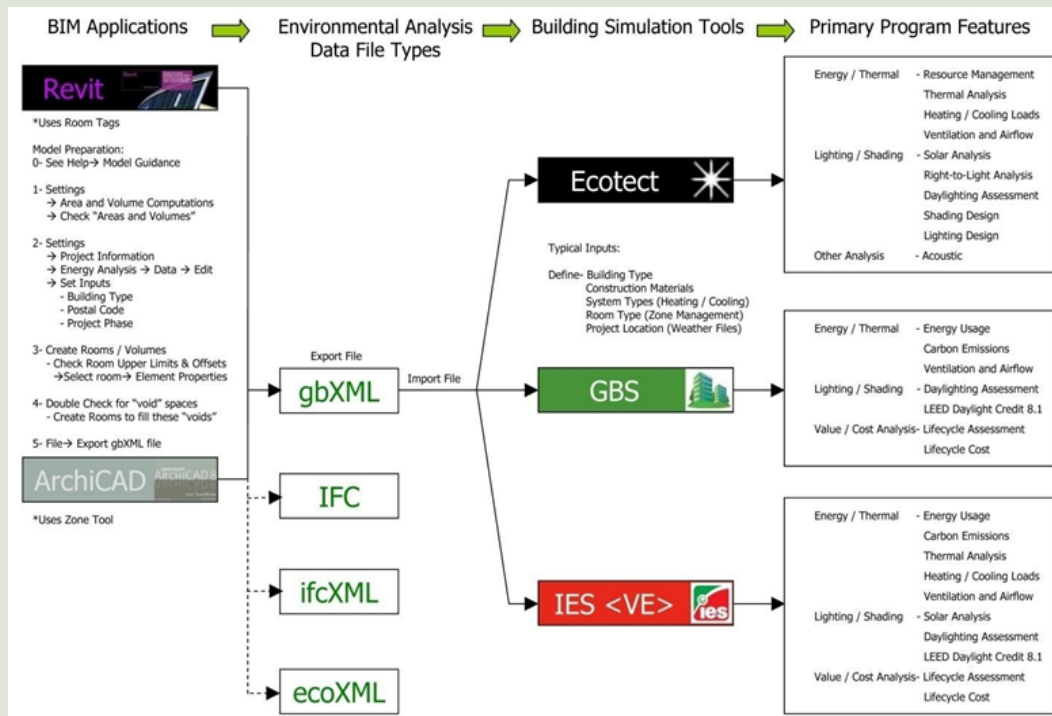 BIM Applications
Environmental Analysis
Data File Types
Building Simulation Tools
Primary Program Features
Revit
*Uses Room Tags
Model Preparation:
0- See Help→ Model Guidance
1- Settings
→ Area and Volume Computations
→ Check “Areas and Volumes”
2- Settings
→ Project Information
→ Energy Analysis → Data → Edit
→ Set Inputs
- Building Type
- Postal Code
- Project Phase
3- Create Rooms / Volumes
- Check Room Upper Limits & Offsets
→Select room→ Element Properties
4- Double Check for “void” spaces
- Create Rooms to fill these “voids”
5- File→ Export gbXML file
ArchiCAD
ARCHICAD 8
*Uses Zone Tool
Export File
gbXML
Import File
IFC
ifcXML
ecoXML
Ecotect
Typical Inputs:
Define- Building Type
Construction Materials
System Types (Heating / Cooling)
Room Type (Zone Management)
Project Location (Weather Files)
GBS
IES <VE>
ies
Energy / Thermal - Resource Management
Thermal Analysis
Heating / Cooling Loads
Ventilation and Airflow
Lighting / Shading - Solar Analysis
Right-to-Light Analysis
Daylighting Assessment
Shading Design
Lighting Design
Other Analysis - Acoustic
Energy / Thermal - Energy Usage
Carbon Emissions
Ventilation and Airflow
Lighting / Shading - Daylighting Assessment
LEED Daylight Credit 8.1
Value / Cost Analysis- Lifecycle Assessment
Lifecycle Cost
Energy / Thermal - Energy Usage
Carbon Emissions
Thermal Analysis
Heating / Cooling Loads
Ventilation and Airflow
Lighting / Shading - Solar Analysis
Daylighting Assessment
LEED Daylight Credit 8.1
Value / Cost Analysis- Lifecycle Assessment
Lifecycle Cost